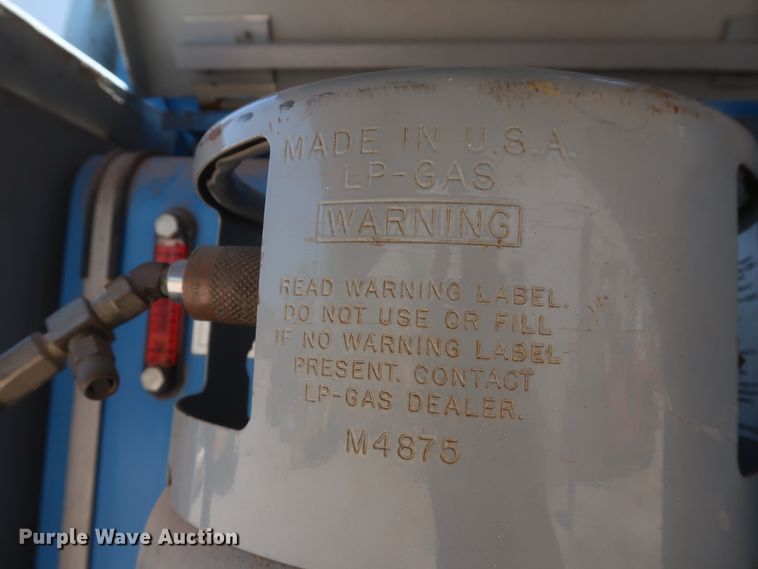 MADE IN U.S.A.
LP-GAS
WARNING
READ WARNING LABEL.
DO NOT USE OR FILL
IF NO WARNING LABEL
PRESENT. CONTACT
LP-GAS DEALER.
M4875
Purple Wave Auction